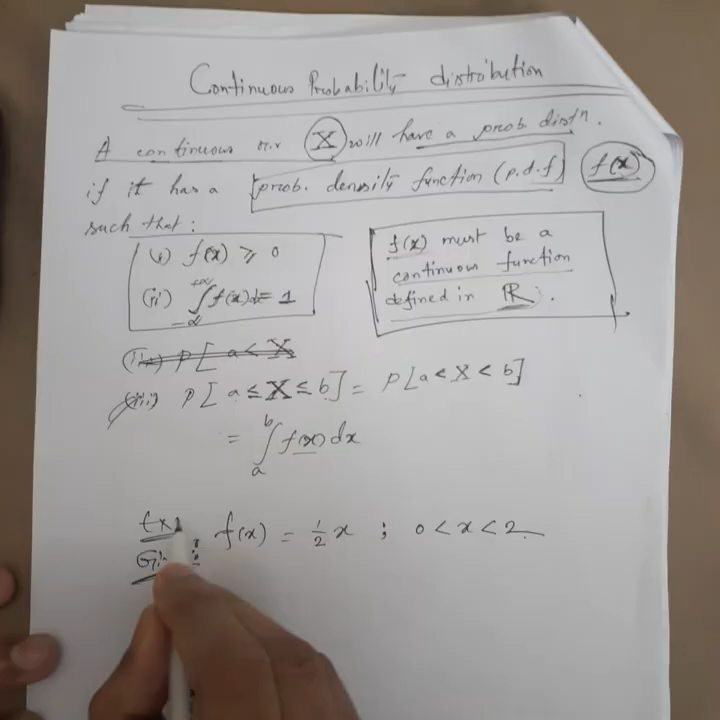 Continuous Probability distribution
A continuous r.v X will have a prob distn.
if it has a prob. density function (p.d.f) f(x)
such that:
(i) f(x) ≥ 0
(ii) ∫_{-∞}^{+∞} f(x)dx = 1
f(x) must be a
continuous function
defined in ℝ.
P[a < X
(iii) P[a ≤ X ≤ b] = P[a < X < b]
= ∫_a^b f(x) dx
Ex f(x) = 1/2 x ; 0 < x < 2